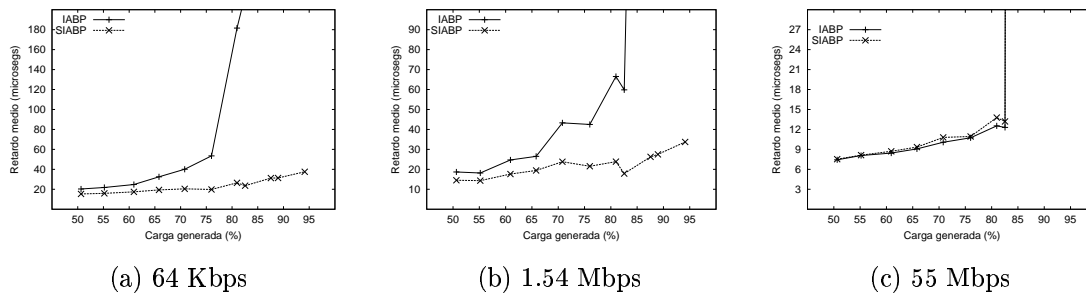 IABP
SIABP
Retardo medio (microsegs)
180
160
140
120
100
80
60
40
20
50 55 60 65 70 75 80 85 90 95
Carga generada (%)
(a) 64 Kbps
IABP
SIABP
Retardo medio (microsegs)
90
80
70
60
50
40
30
20
10
50 55 60 65 70 75 80 85 90 95
Carga generada (%)
(b) 1.54 Mbps
IABP
SIABP
Retardo medio (microsegs)
27
24
21
18
15
12
9
6
3
50 55 60 65 70 75 80 85 90 95
Carga generada (%)
(c) 55 Mbps